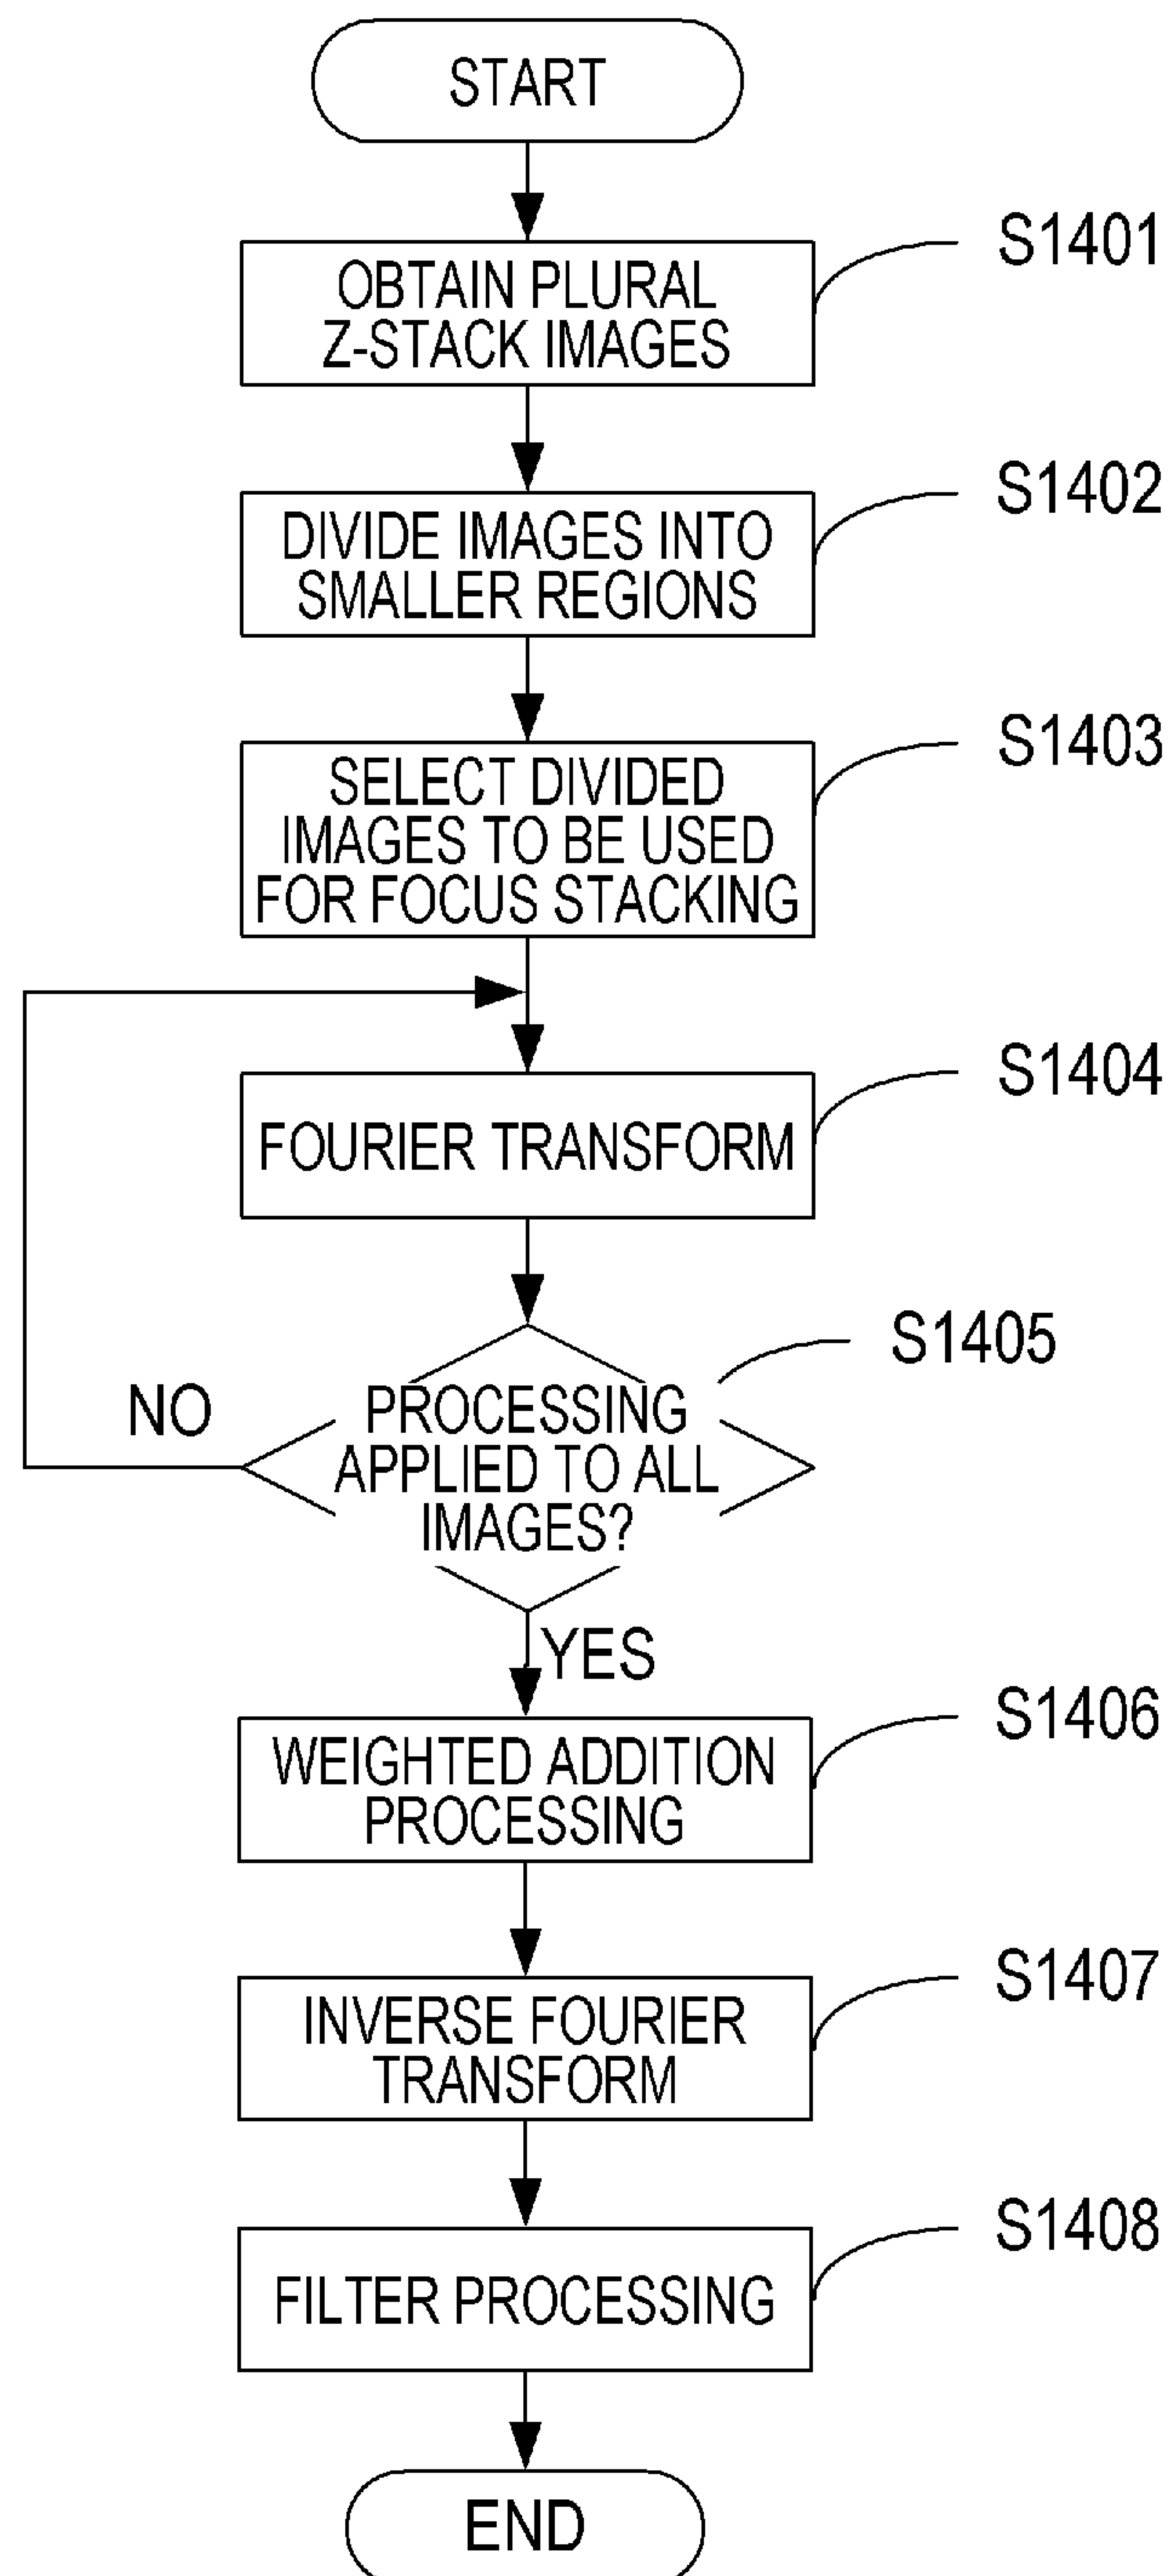 START
S1401
OBTAIN PLURAL
Z-STACK IMAGES
S1402
DIVIDE IMAGES INTO
SMALLER REGIONS
S1403
SELECT DIVIDED
IMAGES TO BE USED
FOR FOCUS STACKING
S1404
FOURIER TRANSFORM
S1405
NO
PROCESSING
APPLIED TO ALL
IMAGES?
YES
S1406
WEIGHTED ADDITION
PROCESSING
S1407
INVERSE FOURIER
TRANSFORM
S1408
FILTER PROCESSING
END